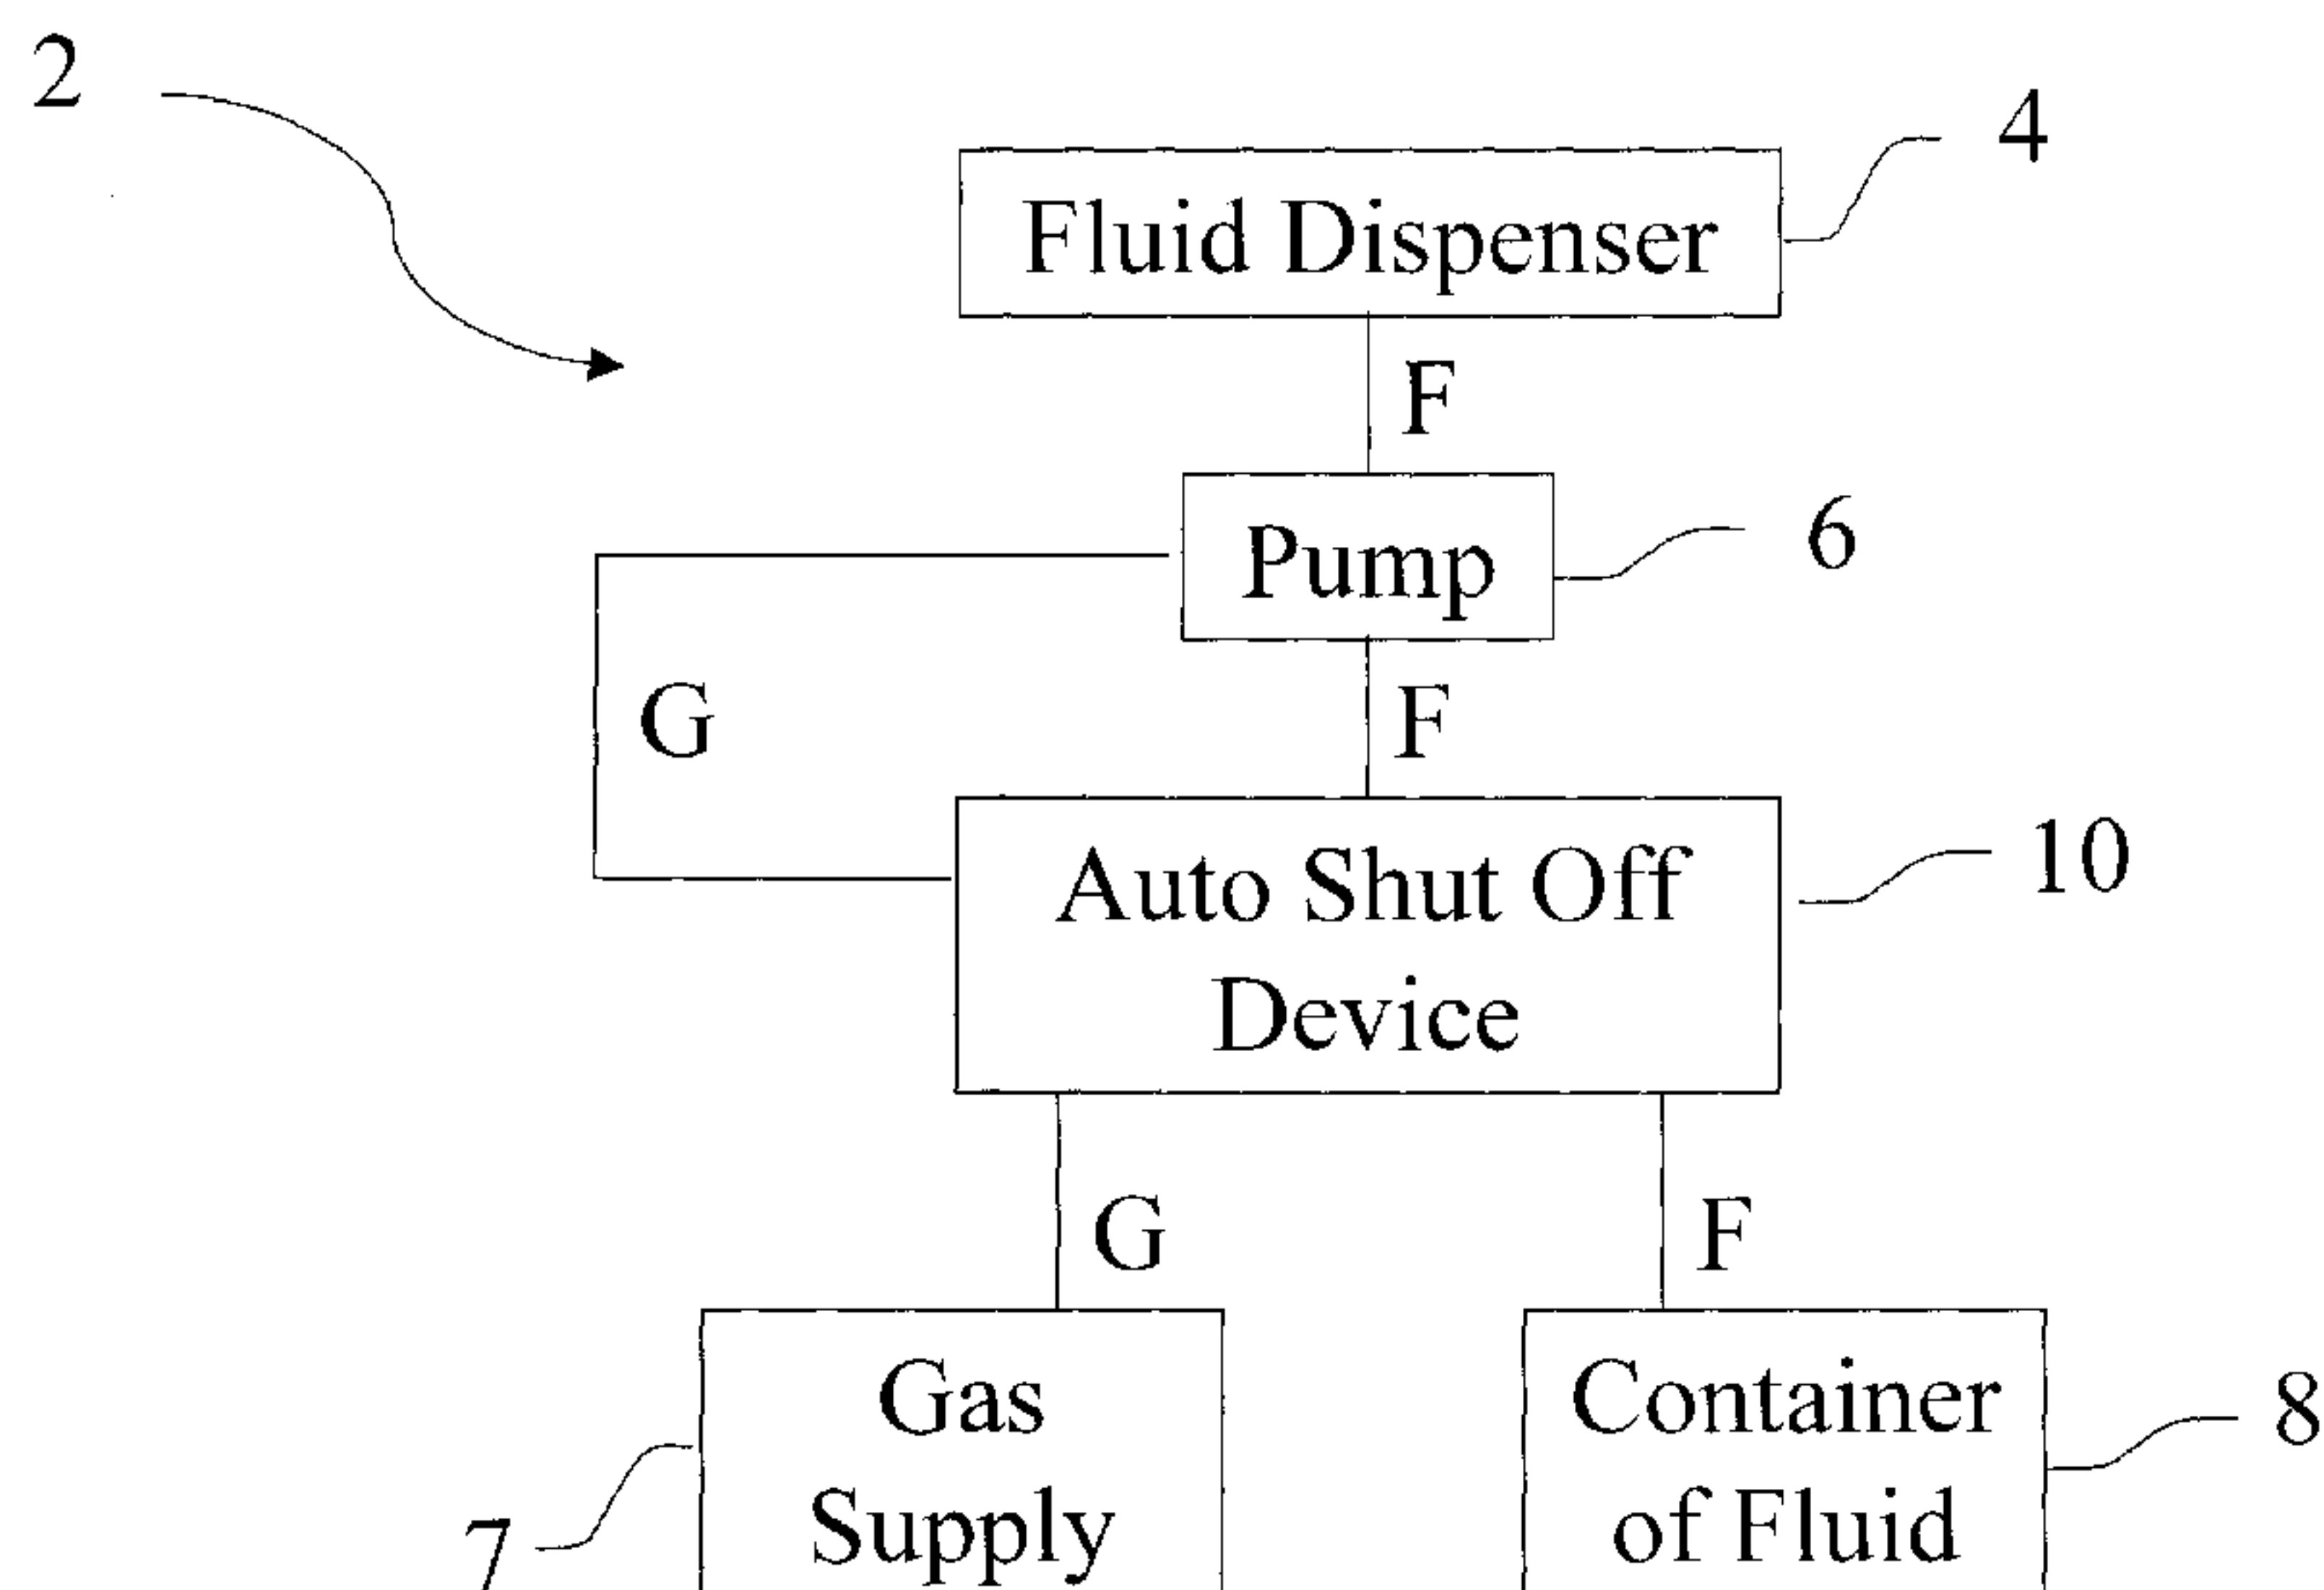 2
4
Fluid Dispenser
F
6
Pump
G
F
10
Auto Shut Off
Device
G
F
Gas
Supply
Container
of Fluid
8
7